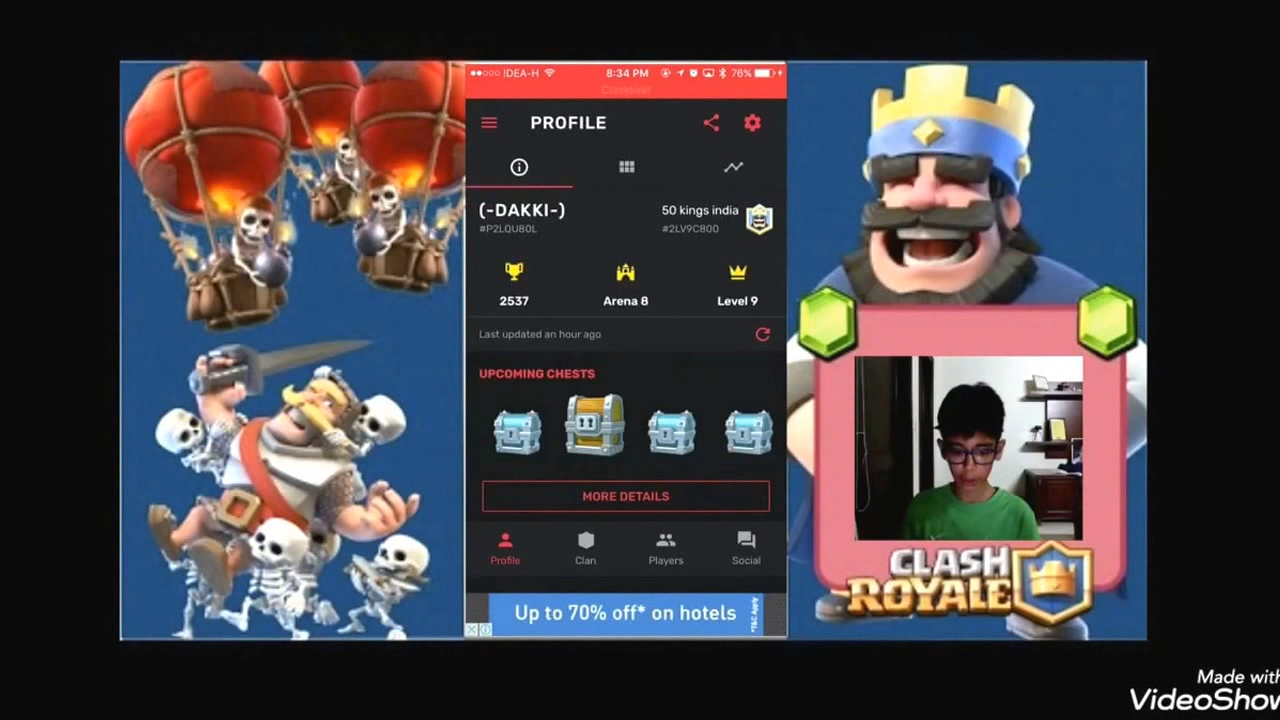 IDEA-H
8:34 PM
76%
PROFILE
(-DAKKI-)
50 kings india
#P2LQU80L
#2LV9C800
2537
Arena 8
Level 9
Last updated an hour ago
UPCOMING CHESTS
MORE DETAILS
Profile
Clan
Players
Social
Up to 70% off* on hotels
*T&C Apply
CLASH
ROYALE
Made with
VideoShow